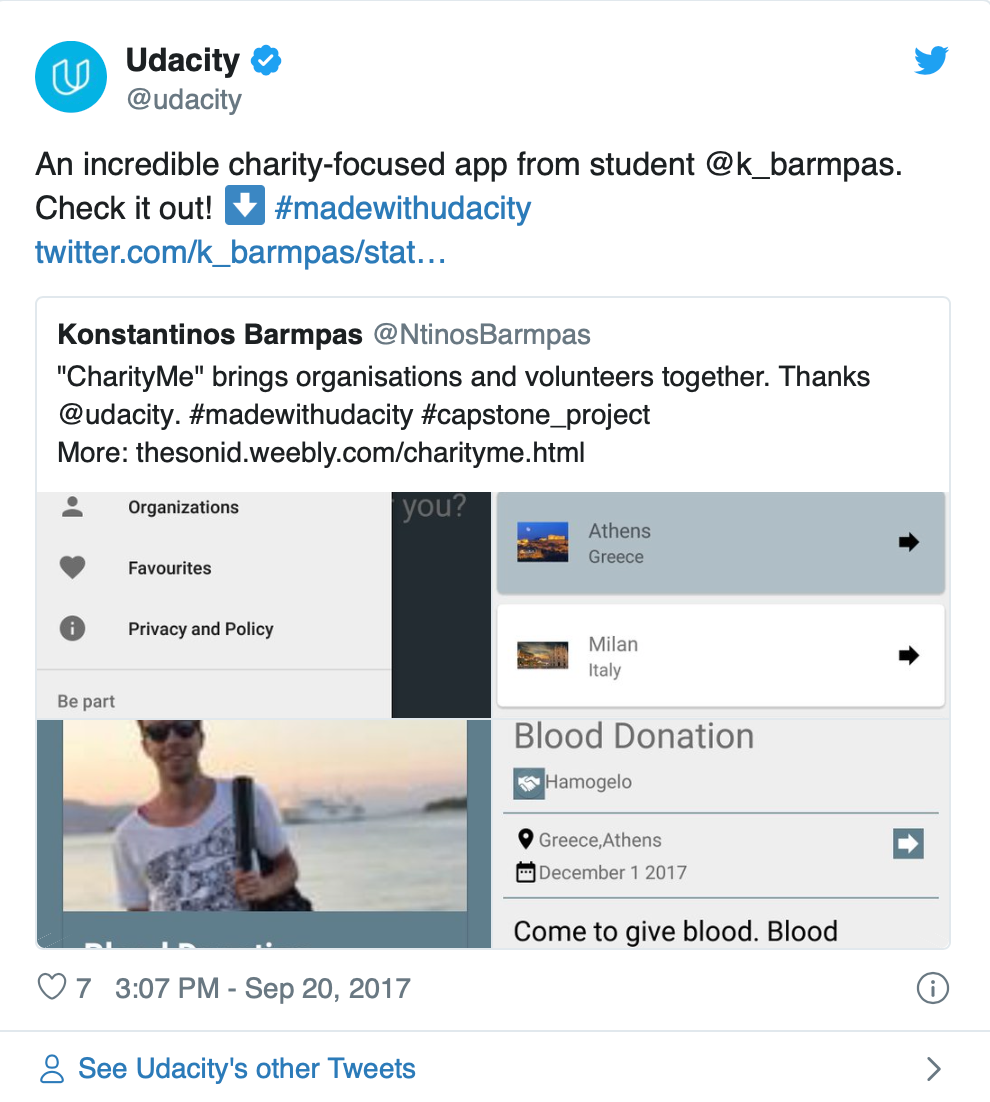 Udacity
@udacity
An incredible charity-focused app from student @k_barmpas.
Check it out! ⬇️ #madewithudacity
twitter.com/k_barmpas/stat…
Konstantinos Barmpas @NtinosBarmpas
"CharityMe" brings organisations and volunteers together. Thanks
@udacity. #madewithudacity #capstone_project
More: thesonid.weebly.com/charityme.html
Organizations
Favourites
Privacy and Policy
Be part
you?
Athens
Greece
Milan
Italy
Blood Donation
Blood Donation
Hamogelo
Greece,Athens
December 1 2017
Come to give blood. Blood
7 3:07 PM - Sep 20, 2017
See Udacity's other Tweets